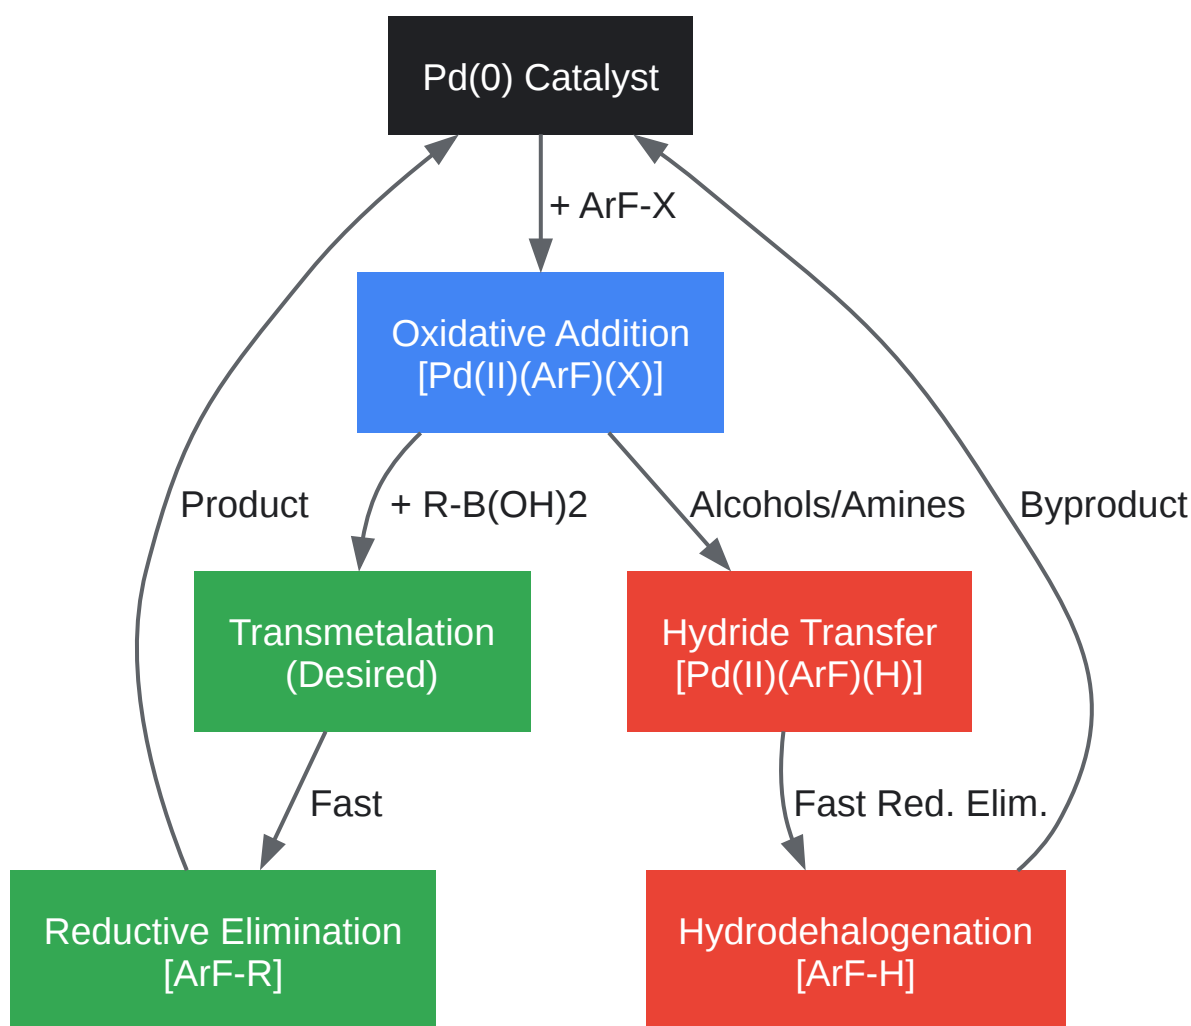 Pd(0) Catalyst
+ ArF-X
Oxidative Addition
[Pd(II)(ArF)(X)]
Product
+ R-B(OH)2
Alcohols/Amines
Byproduct
Transmetalation
(Desired)
Hydride Transfer
[Pd(II)(ArF)(H)]
Fast
Fast Red. Elim.
Reductive Elimination
[ArF-R]
Hydrodehalogenation
[ArF-H]